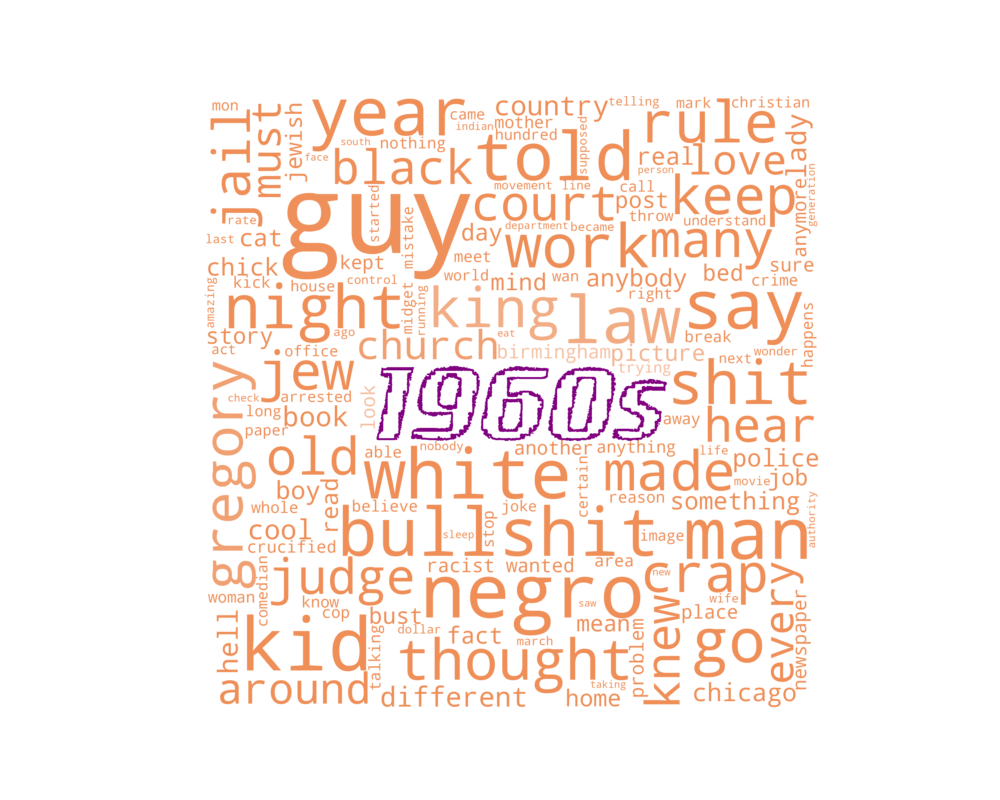 mon
jail
must
jewish
year
came
indian
country
mother
hundred
telling
supposed
mark
christian
rule
lady
south
nothing
face
black
told
real
person
love
anymore
generation
rate
guy
started
mistake
movement
line
call
court
post
throw
keep
understand
last
cat
day
department
became
work
many
chick
kept
meet
world
mind
wan
anybody
bed
sure
crime
kick
house
control
right
amazing
night
midget
running
king
law
say
happens
story
ago
church
eat
birmingham
picture
break
act
office
trying
next
wonder
gregory
jew
look
1960s
shit
check
arrested
long
book
away
hear
paper
old
able
nobody
another
anything
life
police
white
certain
made
movie
job
boy
read
reason
something
whole
believe
joke
authority
cool
bullshit
sleep
stop
image
man
crucified
comedian
judge
racist
wanted
area
new
crap
every
newspaper
woman
know
negro
saw
wife
cop
bust
knew
place
hell
kid
talking
dollar
fact
march
mean
problem
go
thought
around
different
taking
home
chicago